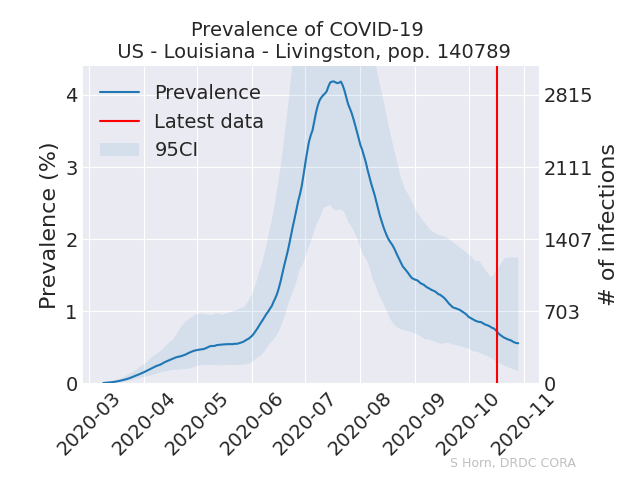 Prevalence of COVID-19
US - Louisiana - Livingston, pop. 140789
Prevalence
Latest data
95CI
Prevalence (%)
4
3
2
1
0
2815
2111
1407
703
0
# of infections
2020-03
2020-04
2020-05
2020-06
2020-07
2020-08
2020-09
2020-10
2020-11
S Horn, DRDC CORA